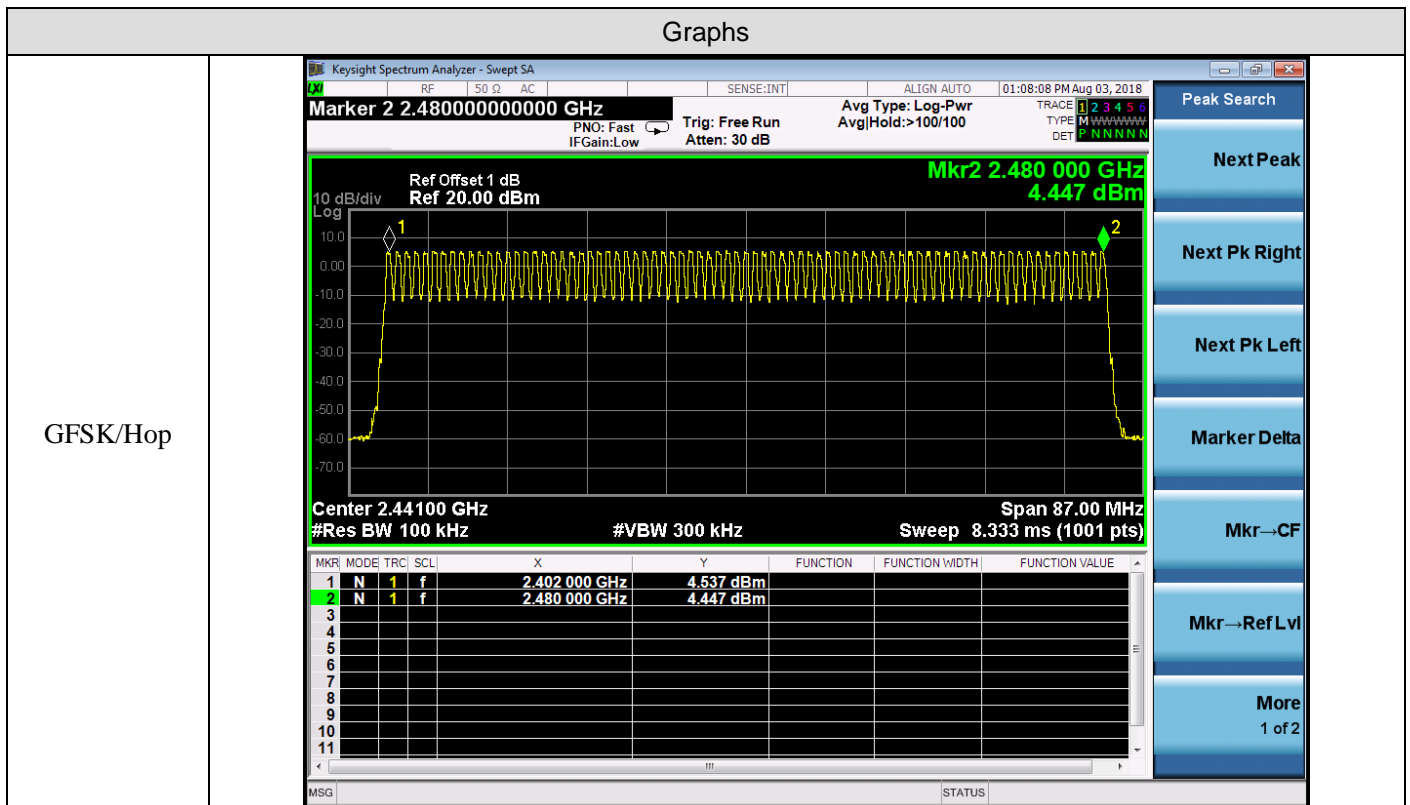 Graphs
GFSK/Hop
Keysight Spectrum Analyzer - Swept SA
LXI RF 50 Ω AC SENSE:INT ALIGN AUTO 01:08:08 PM Aug 03, 2018
Marker 2 2.480000000000 GHz
PNO: Fast
IFGain:Low
Trig: Free Run
Atten: 30 dB
Avg Type: Log-Pwr
Avg|Hold:>100/100
TRACE 1 2 3 4 5 6
TYPE M WWWWW
DET P N N N N N
Mkr2 2.480 000 GHz
4.447 dBm
Ref Offset 1 dB
10 dB/div Ref 20.00 dBm
Log
1
2
10.0
0.00
-10.0
-20.0
-30.0
-40.0
-50.0
-60.0
-70.0
Center 2.44100 GHz Span 87.00 MHz
#Res BW 100 kHz #VBW 300 kHz Sweep 8.333 ms (1001 pts)
MKR MODE TRC SCL X Y FUNCTION FUNCTION WIDTH FUNCTION VALUE
1 N 1 f 2.402 000 GHz 4.537 dBm
2 N 1 f 2.480 000 GHz 4.447 dBm
3
4
5
6
7
8
9
10
11
MSG STATUS
Peak Search
Next Peak
Next Pk Right
Next Pk Left
Marker Delta
Mkr→CF
Mkr→Ref Lvl
More
1 of 2